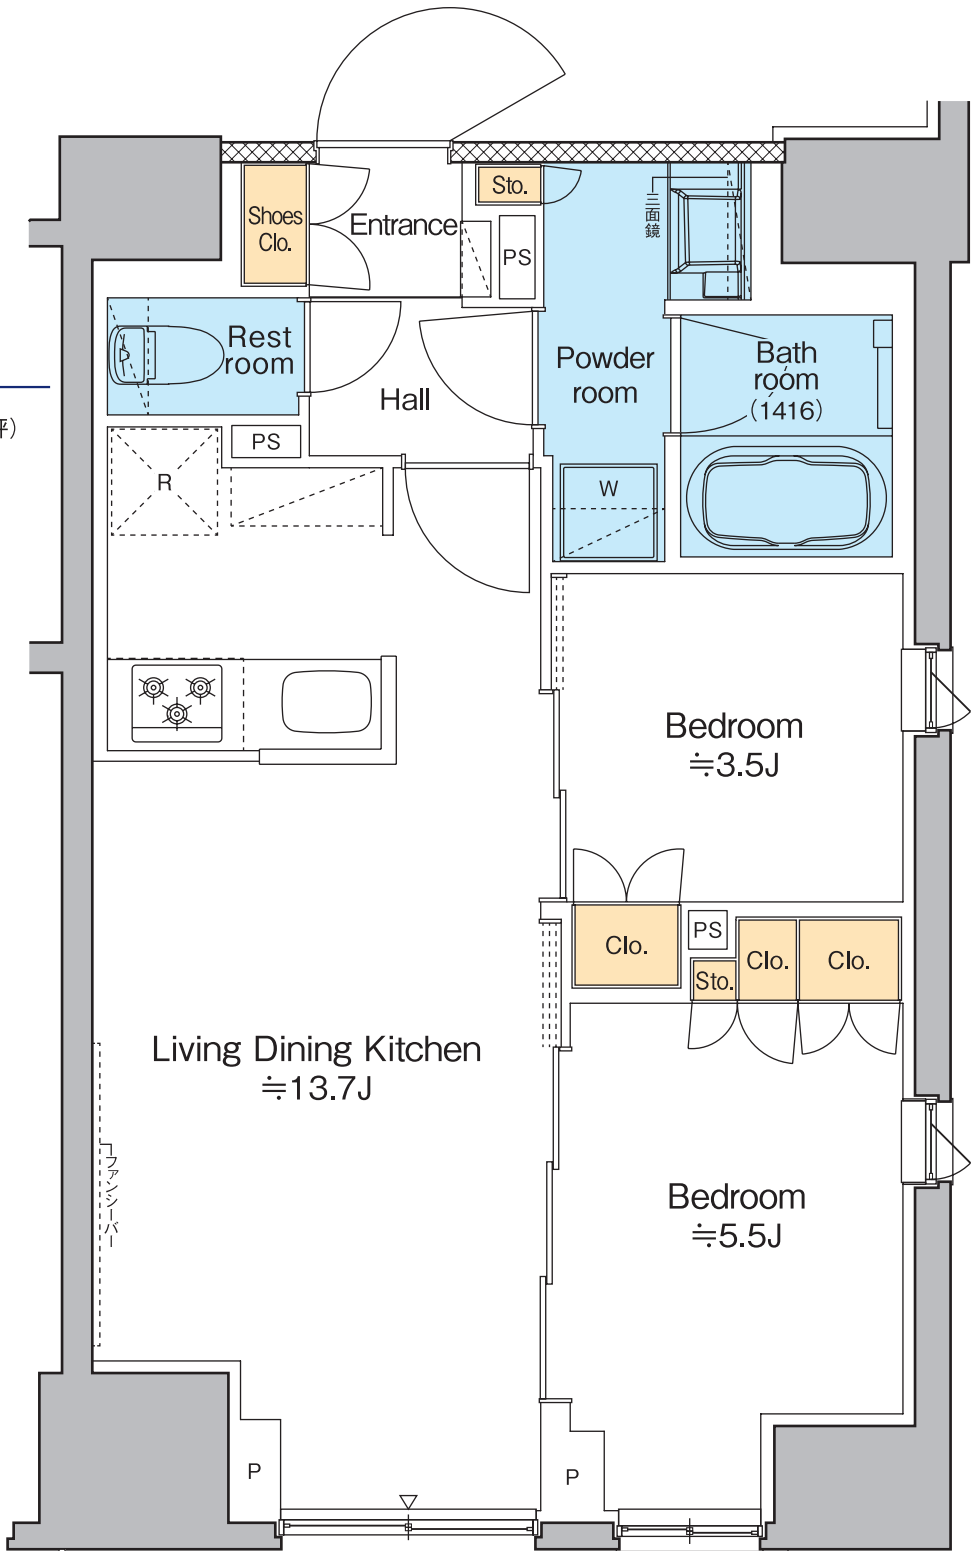 Sto.
Shoes
Clo.
Entrance
PS
三面鏡
Rest
room
Hall
Powder
room
Bath
room
(1416)
坪)
PS
R
W
Bedroom
≒3.5J
Clo.
PS
Sto.
Clo.
Clo.
Living Dining Kitchen
≒13.7J
ファンシーバー
Bedroom
≒5.5J
P
P